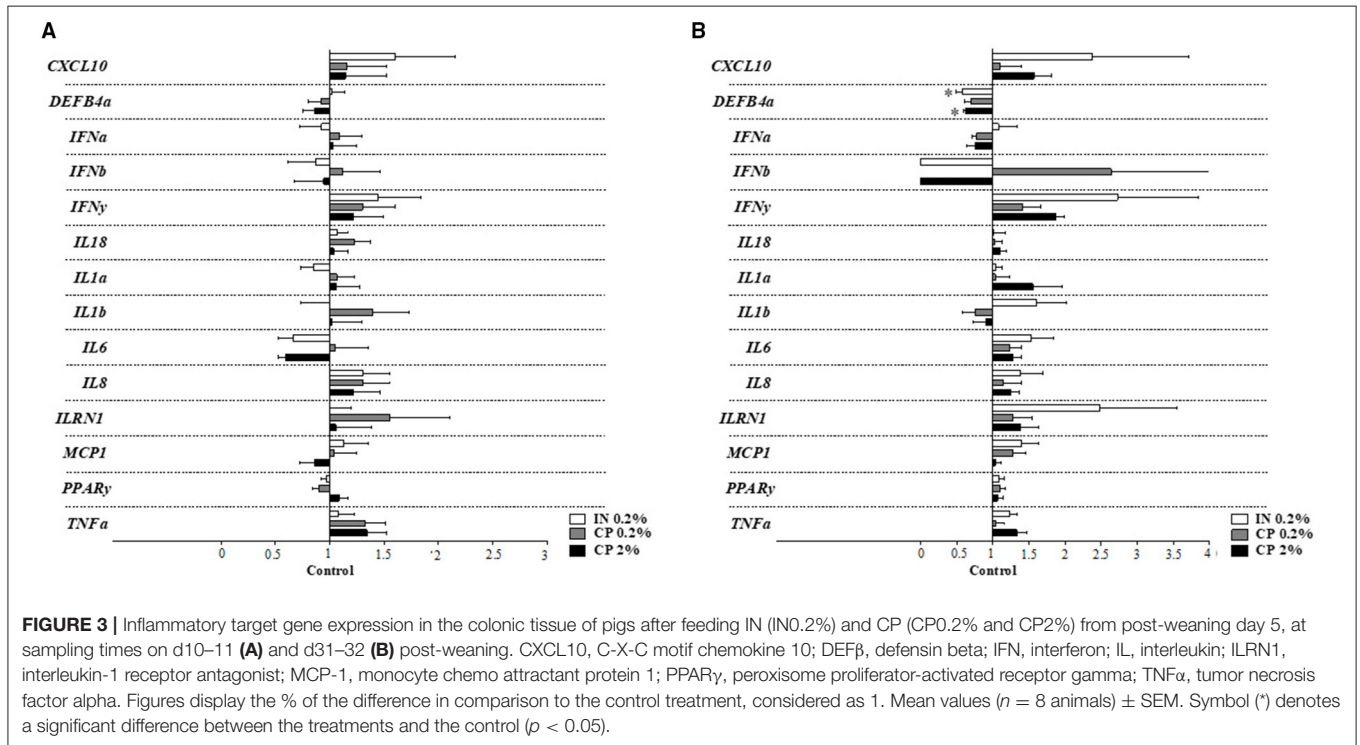 A
CXCL10
DEFB4a
IFNa
IFNb
IFNy
IL18
IL1a
IL1b
IL6
IL8
ILRN1
MCP1
PPARy
TNFa
IN 0.2%
CP 0.2%
CP 2%
0 0.5 1 1.5 '2 2.5 3
Control
B
CXCL10
* DEFB4a
*
IFNa
IFNb
IFNy
IL18
IL1a
IL1b
IL6
IL8
ILRN1
MCP1
PPARy
TNFa
IN 0.2%
CP 0.2%
CP 2%
0 0.5 1 1.5 2 2.5 3 3.5 4
Control
FIGURE 3 | Inflammatory target gene expression in the colonic tissue of pigs after feeding IN (IN0.2%) and CP (CP0.2% and CP2%) from post-weaning day 5, at
sampling times on d10–11 (A) and d31–32 (B) post-weaning. CXCL10, C-X-C motif chemokine 10; DEFβ, defensin beta; IFN, interferon; IL, interleukin; ILRN1,
interleukin-1 receptor antagonist; MCP-1, monocyte chemo attractant protein 1; PPARγ, peroxisome proliferator-activated receptor gamma; TNFα, tumor necrosis
factor alpha. Figures display the % of the difference in comparison to the control treatment, considered as 1. Mean values (n = 8 animals) ± SEM. Symbol (*) denotes
a significant difference between the treatments and the control (p < 0.05).